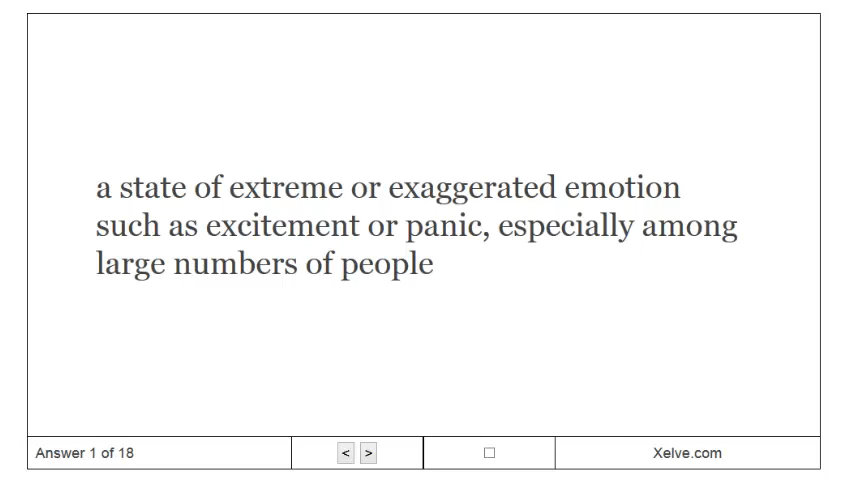 a state of extreme or exaggerated emotion
such as excitement or panic, especially among
large numbers of people
Answer 1 of 18
< >
Xelve.com